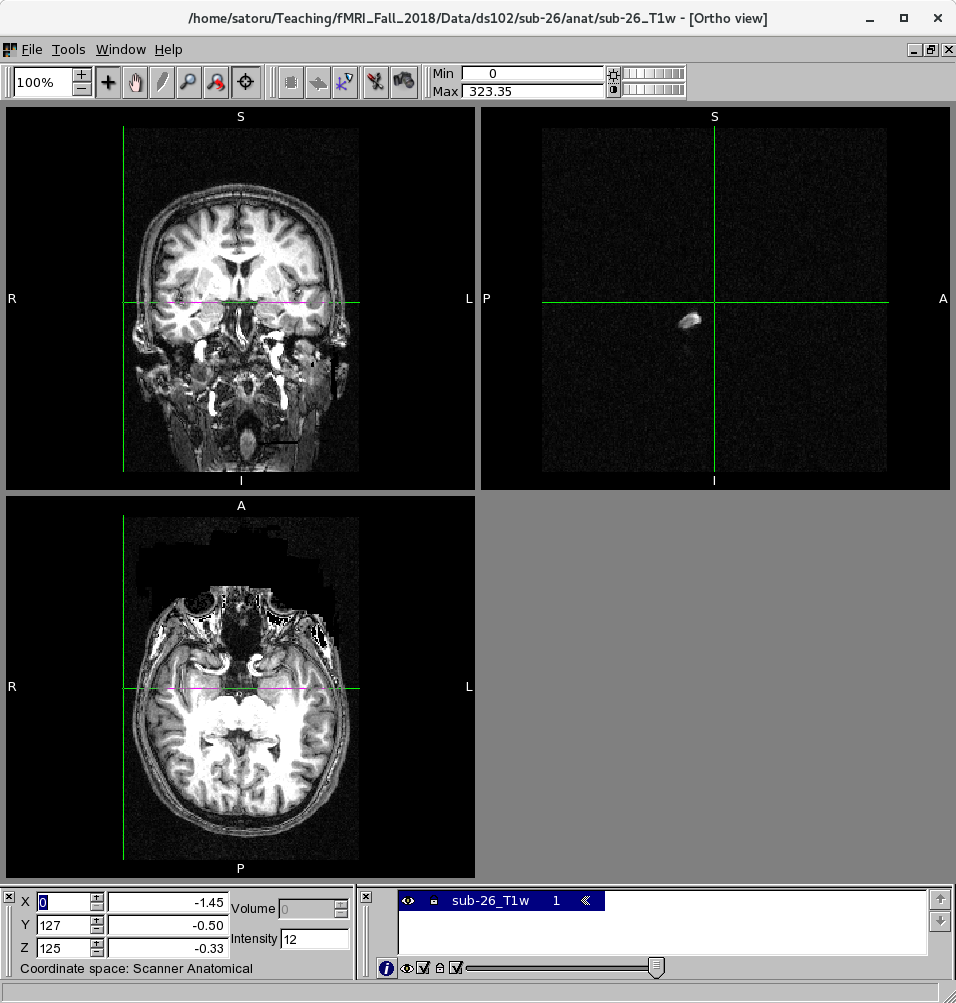 /home/satoru/Teaching/fMRI_Fall_2018/Data/ds102/sub-26/anat/sub-26_T1w - [Ortho view]
File Tools Window Help
100%
Min 0
Max 323.35
S
S
R
L
P
A
I
I
A
R
L
P
X 0 -1.45
Y 127 -0.50
Z 125 -0.33
Volume 0
Intensity 12
Coordinate space: Scanner Anatomical
sub-26_T1w 1